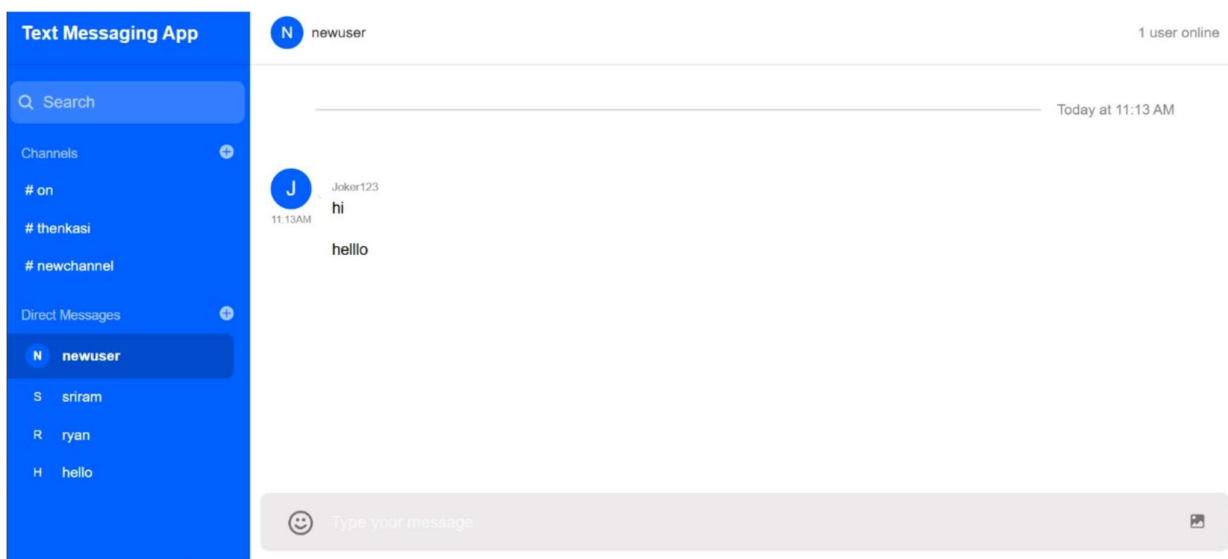 Text Messaging App
Search
Channels
# on
# thenkasi
# newchannel
Direct Messages
N newuser
S sriram
R ryan
H hello
N newuser
1 user online
Today at 11:13 AM
J
Joker123
11:13AM
hi
helllo
Type your message